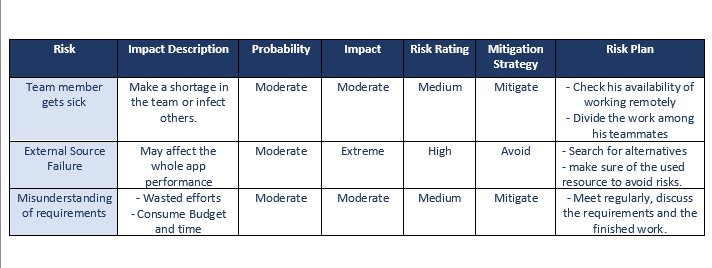 Risk Impact Description Probability Impact Risk Rating Mitigation Strategy Risk Plan
Team member
gets sick
Make a shortage in
the team or infect
others.
Moderate
Moderate
Medium
Mitigate
- Check his availability of
working remotely
- Divide the work among
his teammates
External Source
Failure
May affect the
whole app
performance
Moderate
Extreme
High
Avoid
- Search for alternatives
- make sure of the used
resource to avoid risks.
Misunderstanding
of requirements
- Wasted efforts
- Consume Budget
and time
Moderate
Moderate
Medium
Mitigate
- Meet regularly, discuss
the requirements and the
finished work.